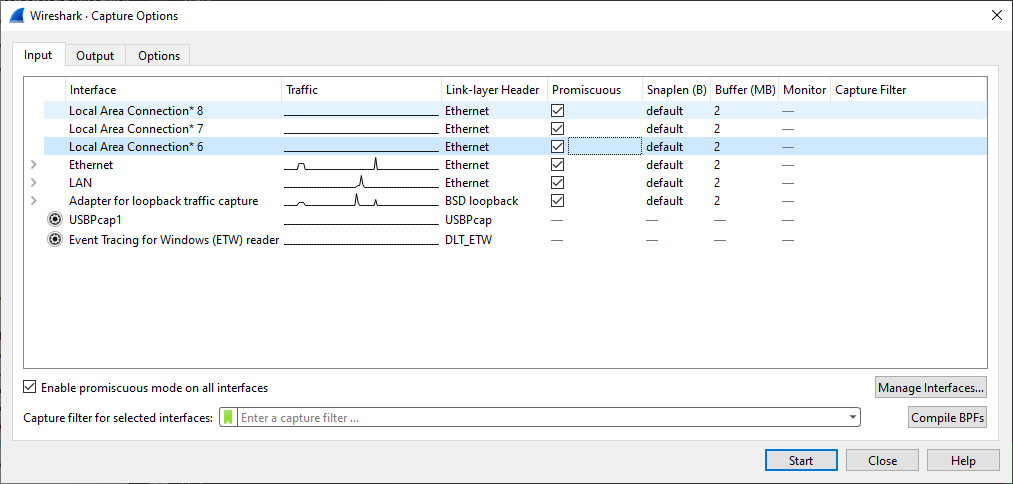 Wireshark · Capture Options
Input Output Options
Interface Traffic Link-layer Header Promiscuous Snaplen (B) Buffer (MB) Monitor Capture Filter
Local Area Connection* 8 Ethernet default 2 —
Local Area Connection* 7 Ethernet default 2 —
Local Area Connection* 6 Ethernet default 2 —
Ethernet Ethernet default 2 —
LAN Ethernet default 2 —
Adapter for loopback traffic capture BSD loopback default 2 —
USBPcap1 USBPcap — — — —
Event Tracing for Windows (ETW) reader DLT_ETW — — — —
Enable promiscuous mode on all interfaces Manage Interfaces...
Capture filter for selected interfaces: Enter a capture filter ... Compile BPFs
Start Close Help